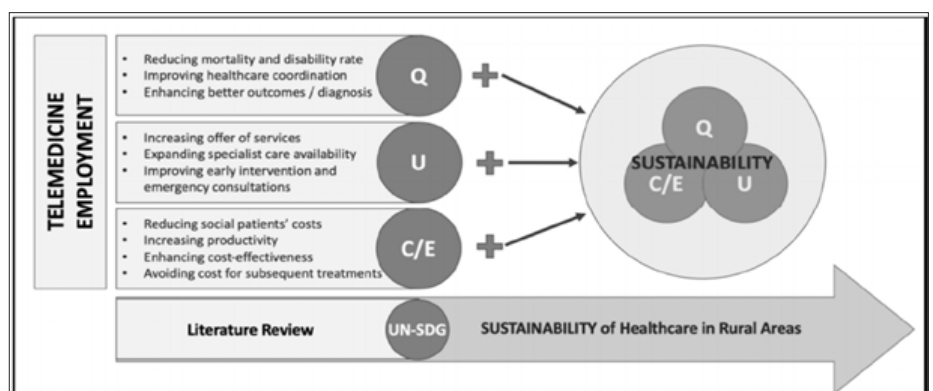 TELEMEDICINE
EMPLOYMENT
• Reducing mortality and disability rate
• Improving healthcare coordination
• Enhancing better outcomes / diagnosis
Q
• Increasing offer of services
• Expanding specialist care availability
• Improving early intervention and
emergency consultations
U
• Reducing social patients' costs
• Increasing productivity
• Enhancing cost-effectiveness
• Avoiding cost for subsequent treatments
C/E
Q
SUSTAINABILITY
C/E U
Literature Review
UN-SDG
SUSTAINABILITY of Healthcare in Rural Areas